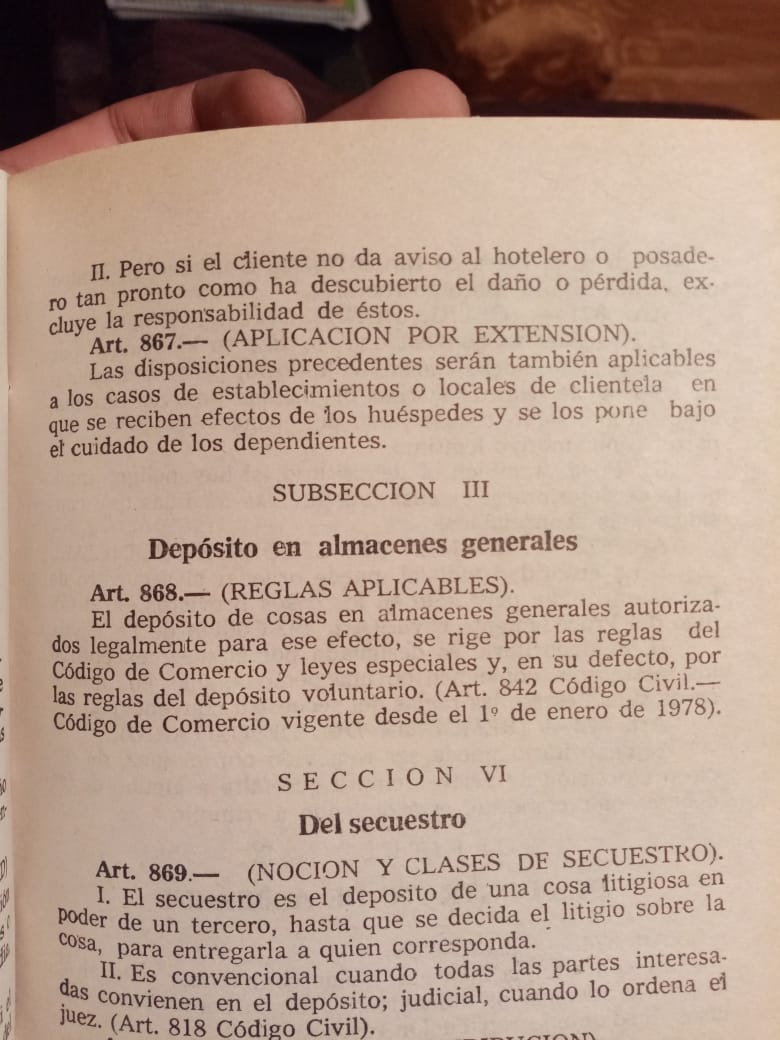 II. Pero si el cliente no da aviso al hotelero o posade-
ro tan pronto como ha descubierto el daño o pérdida, ex-
cluye la responsabilidad de éstos.
Art. 867.— (APLICACION POR EXTENSION).
Las disposiciones precedentes serán también aplicables
a los casos de establecimientos o locales de clientela en
que se reciben efectos de los huéspedes y se los pone bajo
el cuidado de los dependientes.
SUBSECCION III
Depósito en almacenes generales
Art. 868.— (REGLAS APLICABLES).
El depósito de cosas en almacenes generales autoriza-
dos legalmente para ese efecto, se rige por las reglas del
Código de Comercio y leyes especiales y, en su defecto, por
las reglas del depósito voluntario. (Art. 842 Código Civil.—
Código de Comercio vigente desde el 1º de enero de 1978).
SECCION VI
Del secuestro
Art. 869.— (NOCION Y CLASES DE SECUESTRO).
I. El secuestro es el deposito de una cosa litigiosa en
poder de un tercero, hasta que se decida el litigio sobre la
cosa, para entregarla a quien corresponda.
II. Es convencional cuando todas las partes interesa-
das convienen en el depósito; judicial, cuando lo ordena el
juez. (Art. 818 Código Civil).